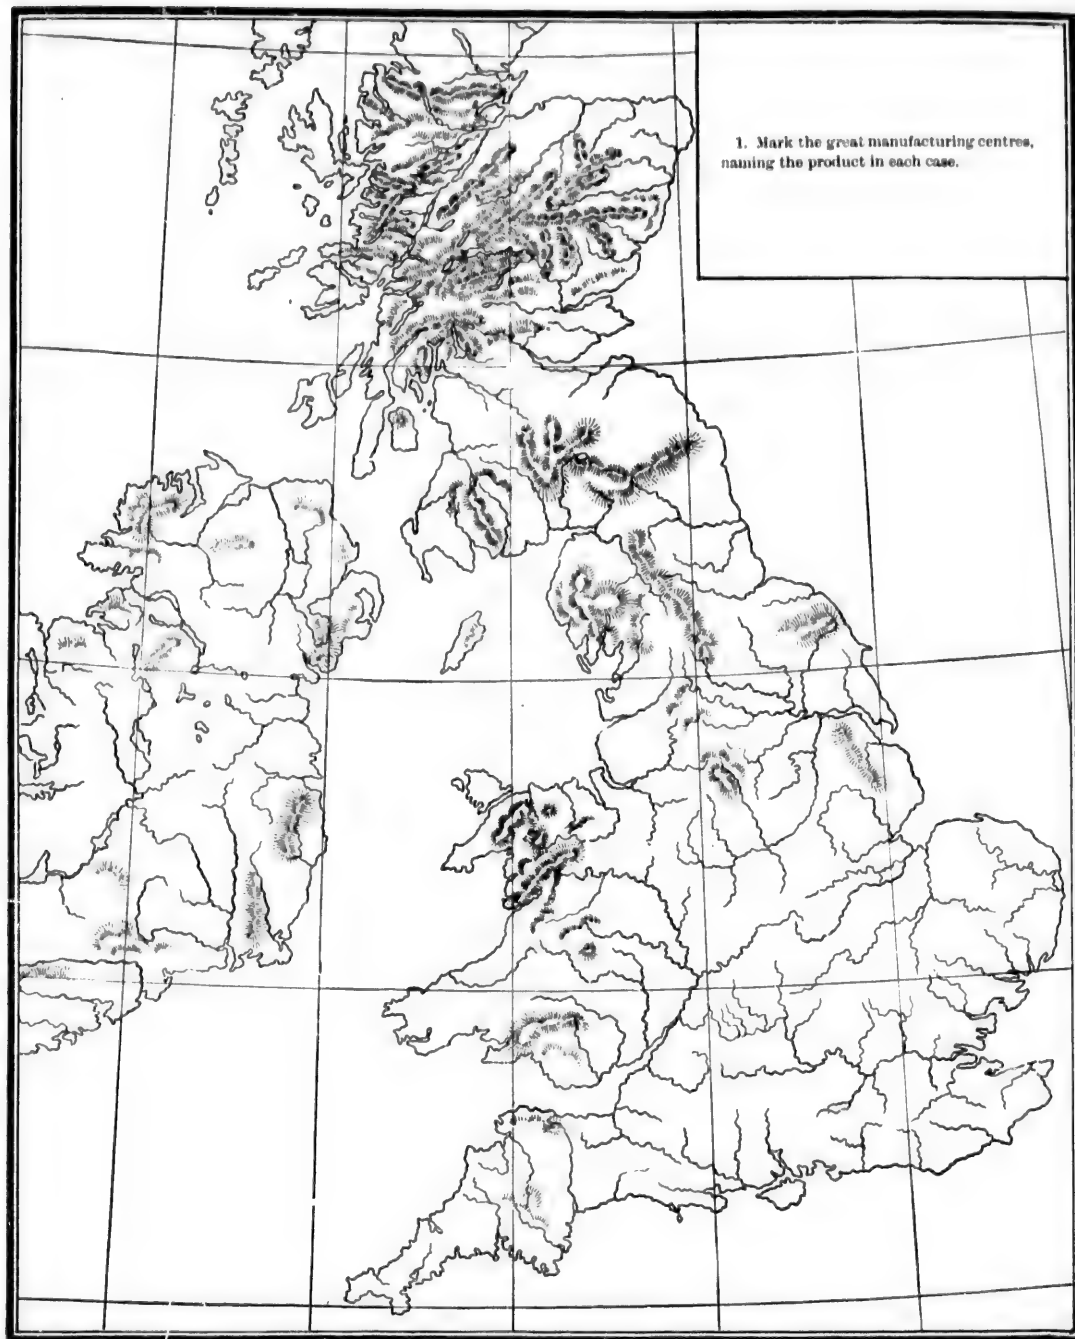 1. Mark the great manufacturing centres,
naming the product in each case.